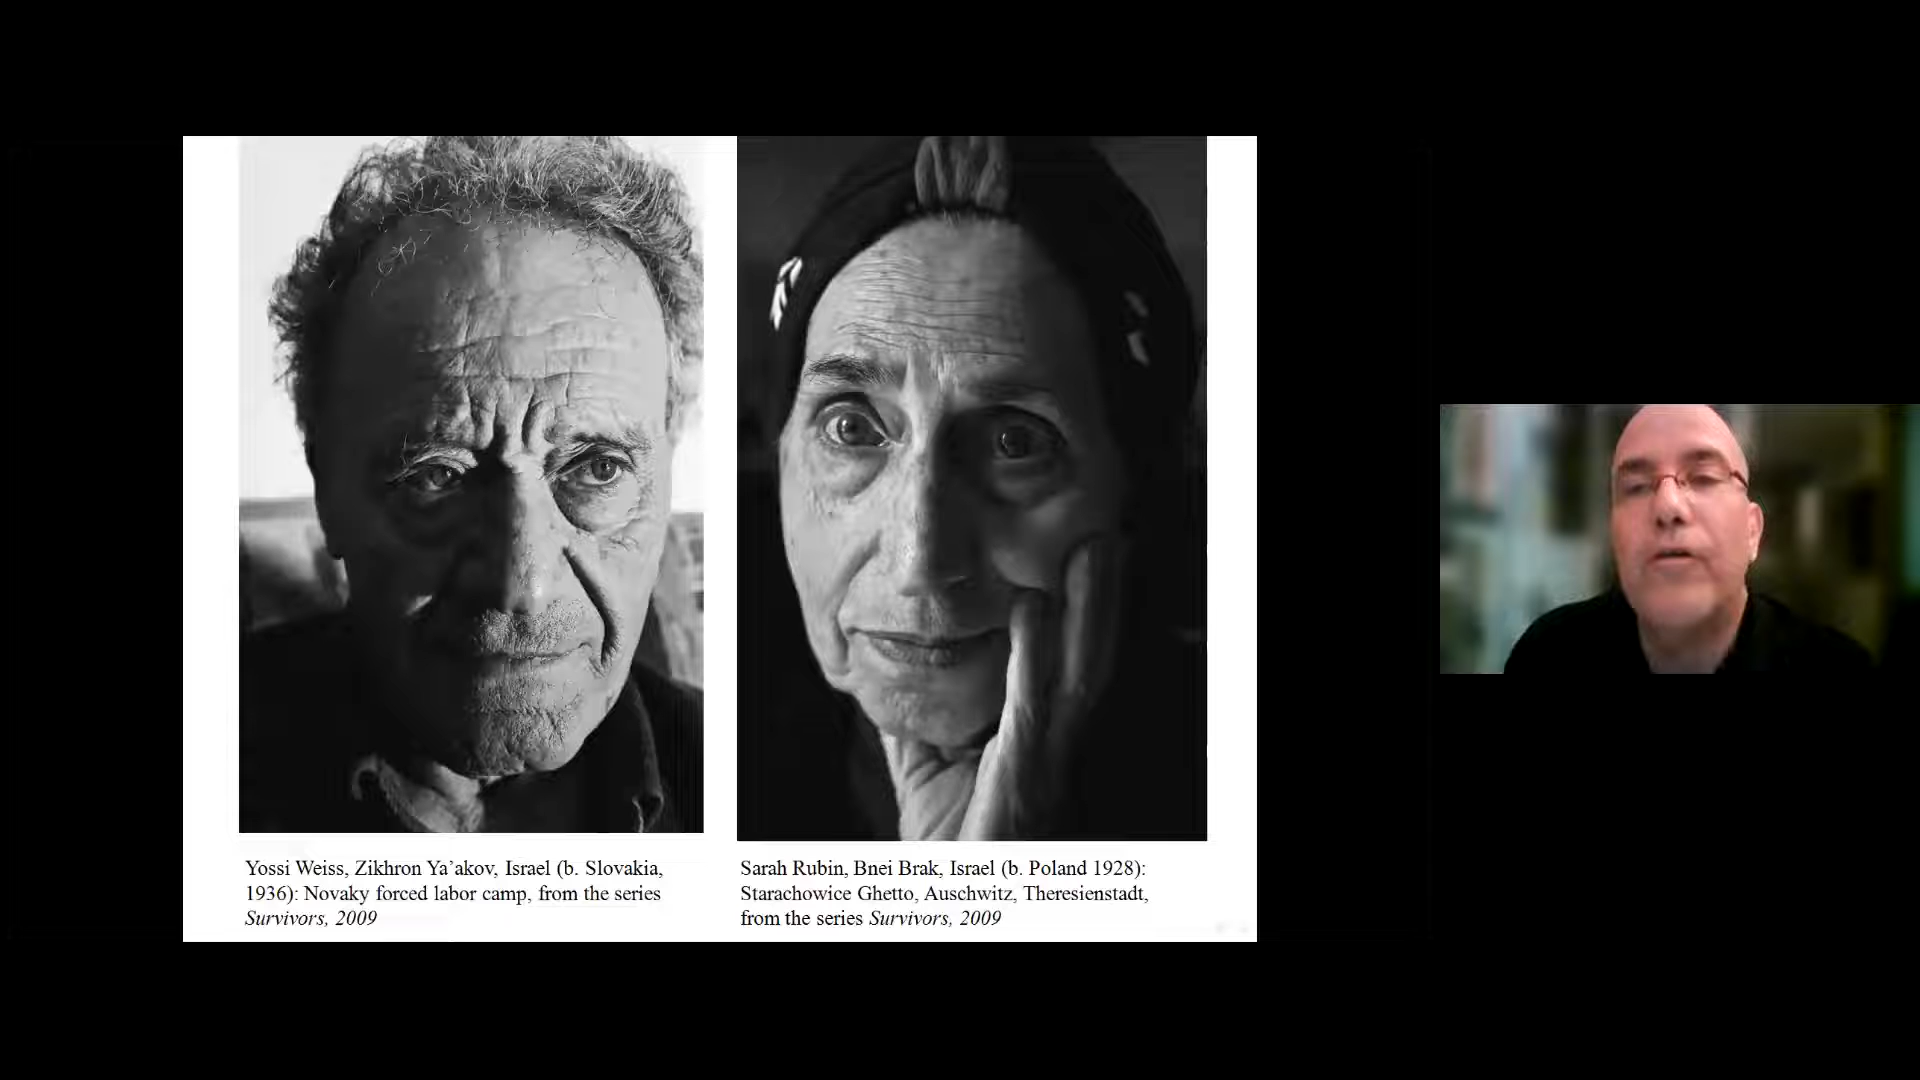 Yossi Weiss, Zikhron Ya’akov, Israel (b. Slovakia,
1936): Novaky forced labor camp, from the series
Survivors, 2009
Sarah Rubin, Bnei Brak, Israel (b. Poland 1928):
Starachowice Ghetto, Auschwitz, Theresienstadt,
from the series Survivors, 2009